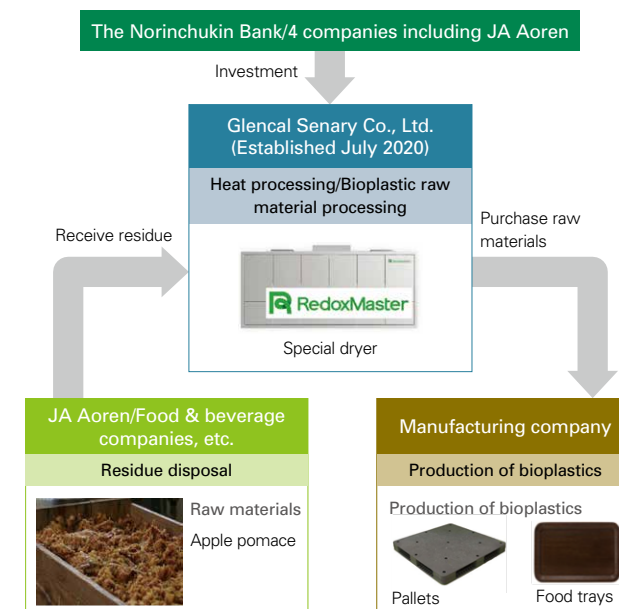 The Norinchukin Bank/4 companies including JA Aoren
Investment
Glencal Senary Co., Ltd.
(Established July 2020)
Heat processing/Bioplastic raw
material processing
Receive residue
Purchase raw
materials
RedoxMaster
Special dryer
JA Aoren/Food & beverage
companies, etc.
Residue disposal
Raw materials
Apple pomace
Manufacturing company
Production of bioplastics
Production of bioplastics
Pallets
Food trays